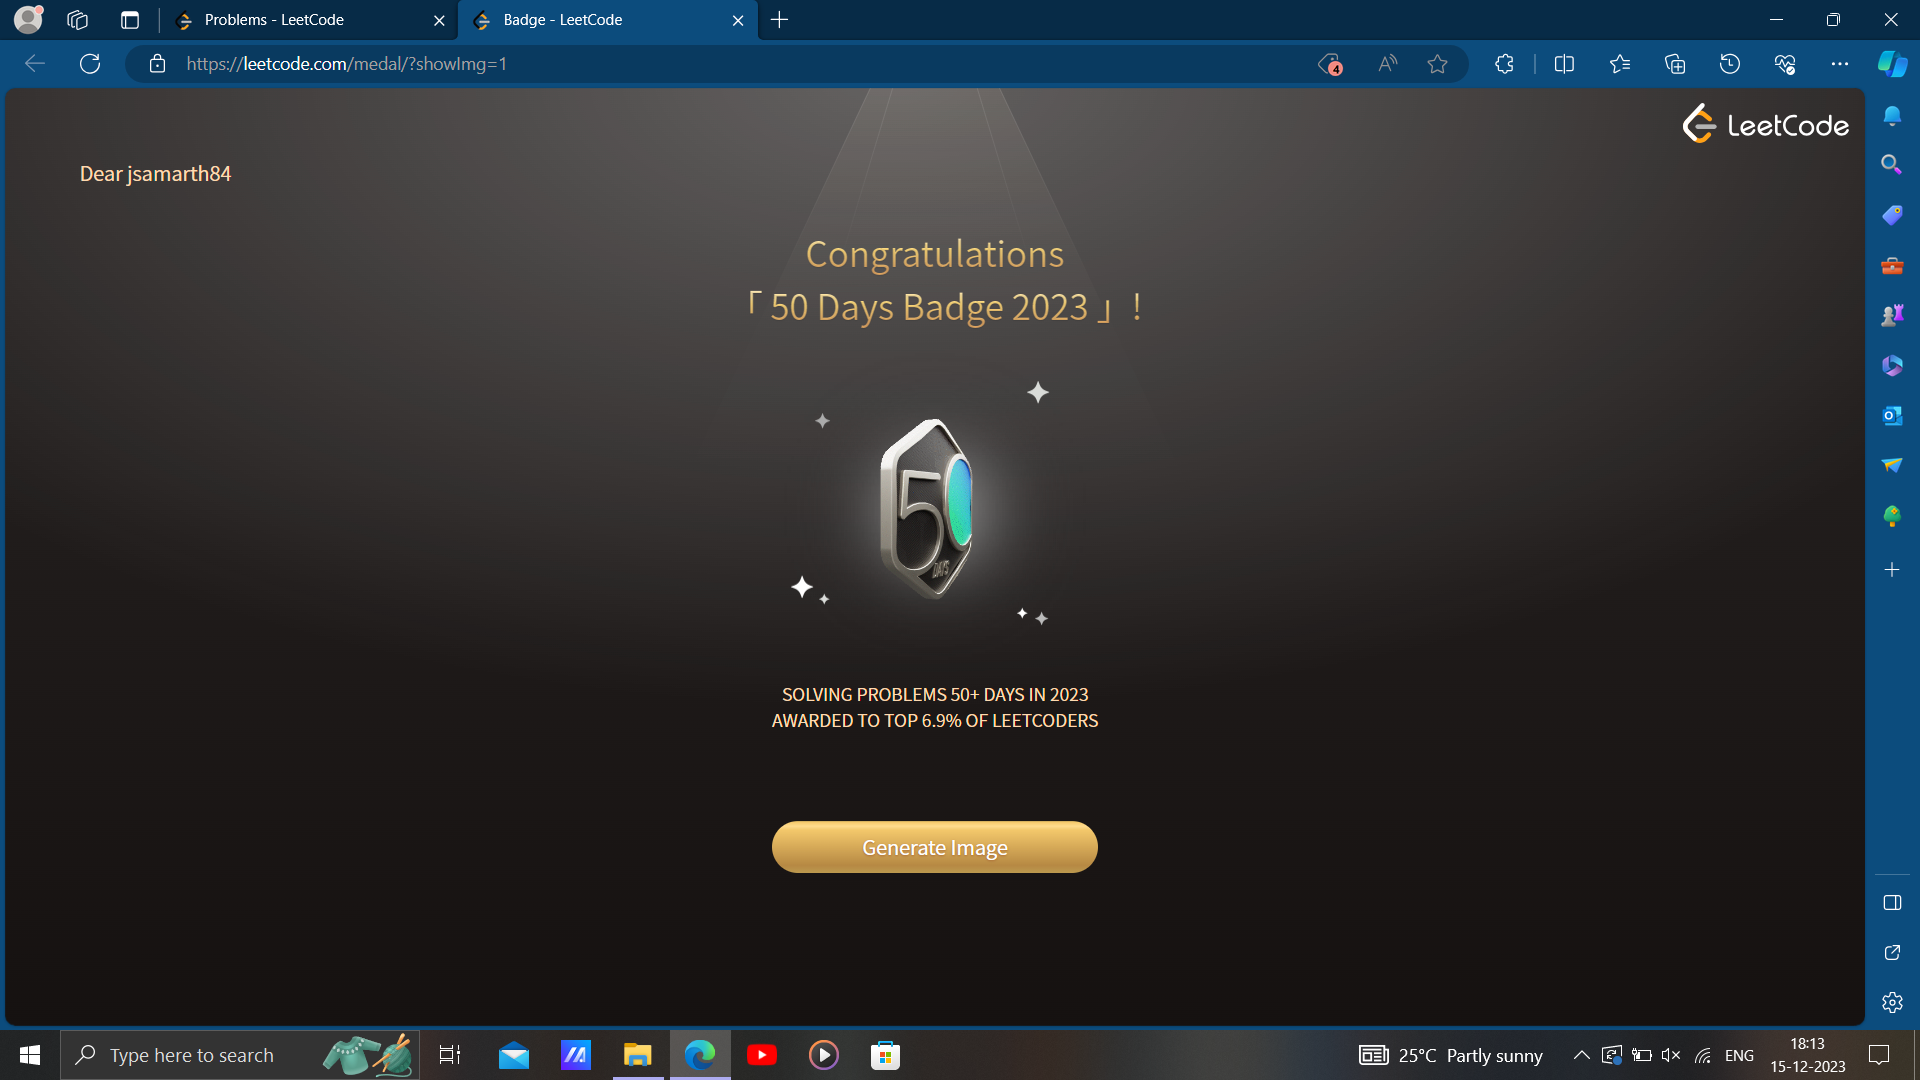 Problems - LeetCode
Badge - LeetCode
https://leetcode.com/medal/?showImg=1
4
LeetCode
Dear jsamarth84
Congratulations
「 50 Days Badge 2023 」!
50
DAYS
SOLVING PROBLEMS 50+ DAYS IN 2023
AWARDED TO TOP 6.9% OF LEETCODERS
Generate Image
Type here to search
25°C Partly sunny
ENG
18:13
15-12-2023